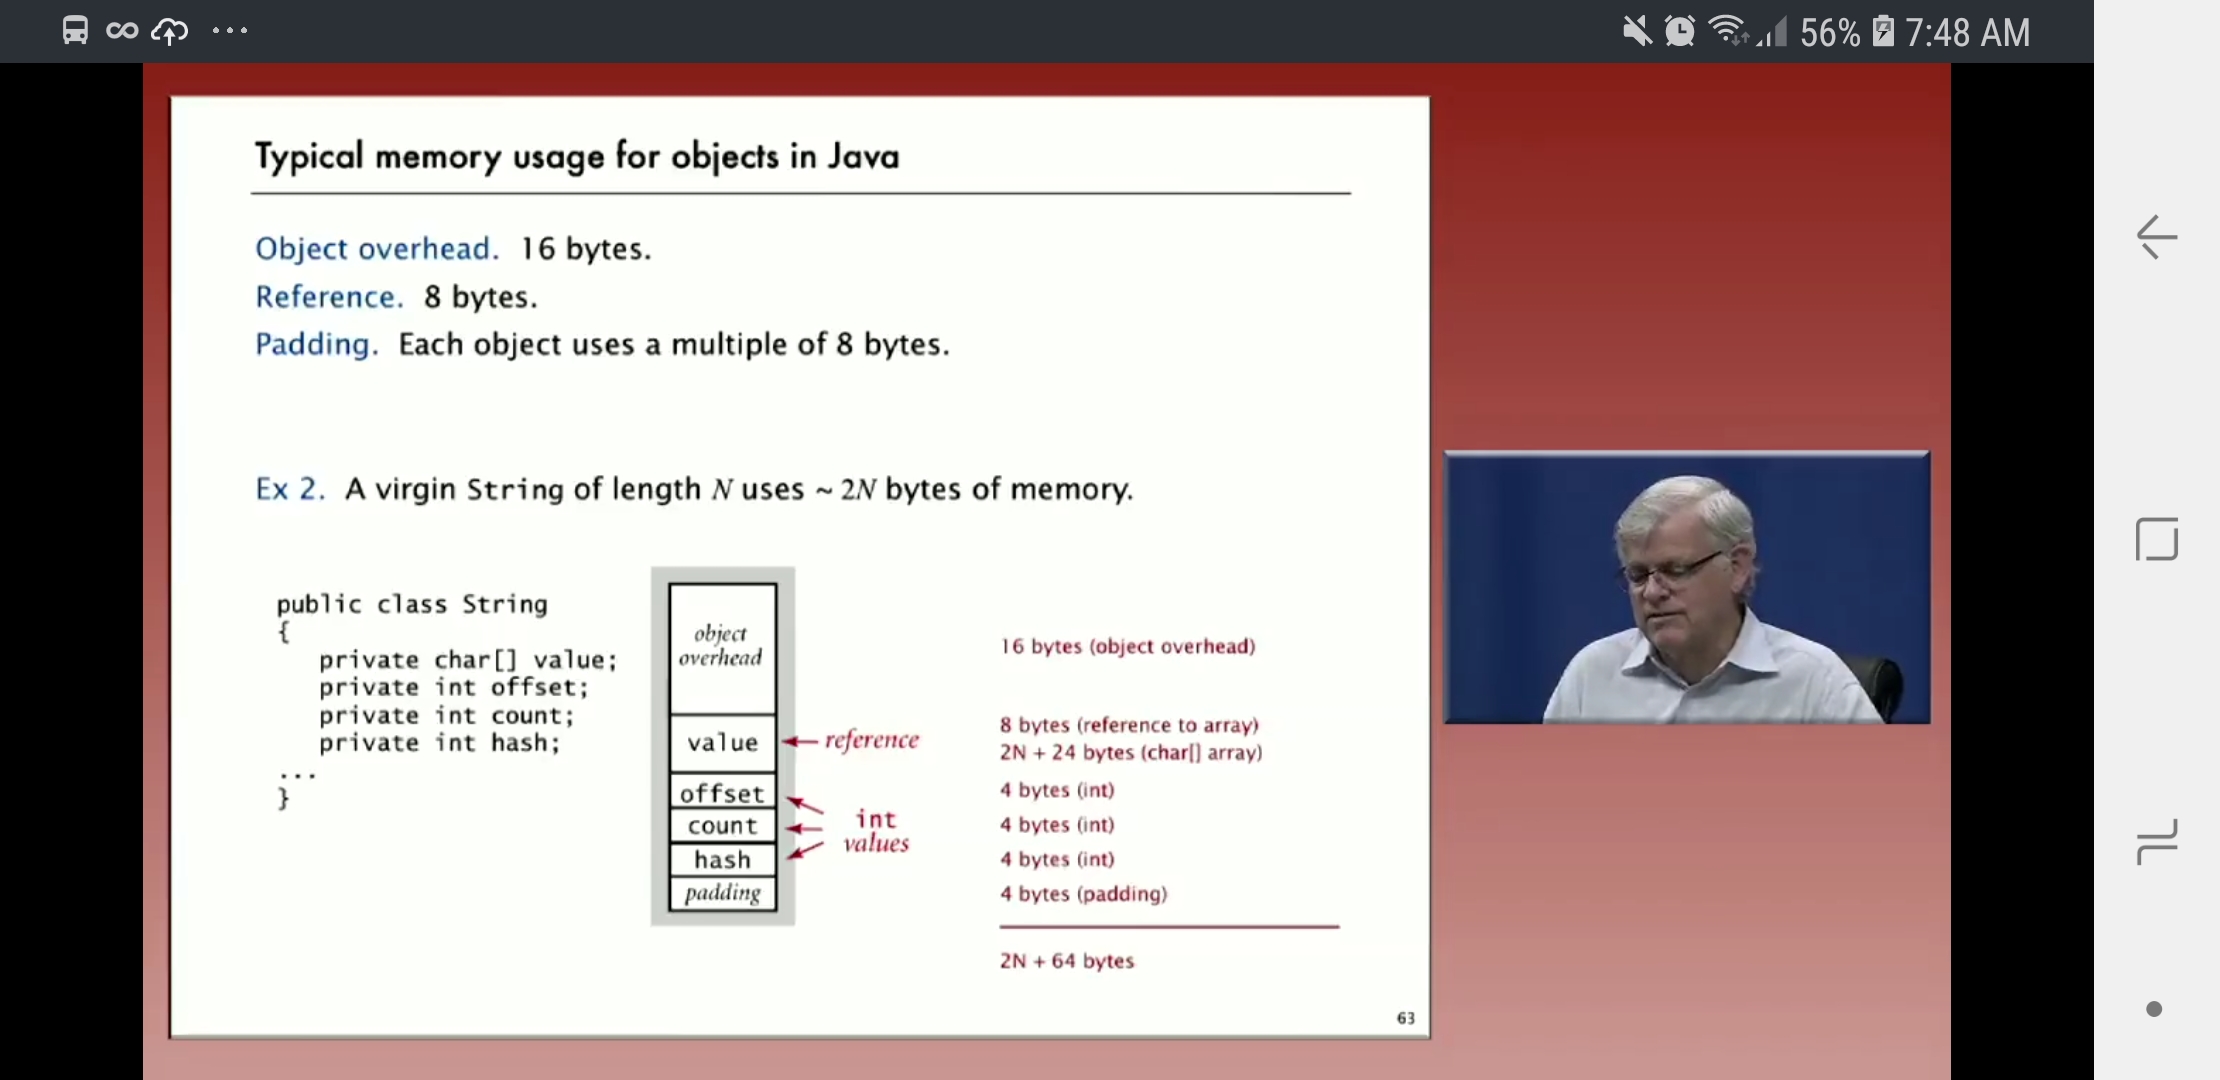 56% 7:48 AM
Typical memory usage for objects in Java
Object overhead. 16 bytes.
Reference. 8 bytes.
Padding. Each object uses a multiple of 8 bytes.
Ex 2. A virgin String of length N uses ~ 2N bytes of memory.
public class String
{
private char[] value;
private int offset;
private int count;
private int hash;
...
}
object
overhead
value
offset
count
hash
padding
reference
int
values
16 bytes (object overhead)
8 bytes (reference to array)
2N + 24 bytes (char[] array)
4 bytes (int)
4 bytes (int)
4 bytes (int)
4 bytes (padding)
2N + 64 bytes
63